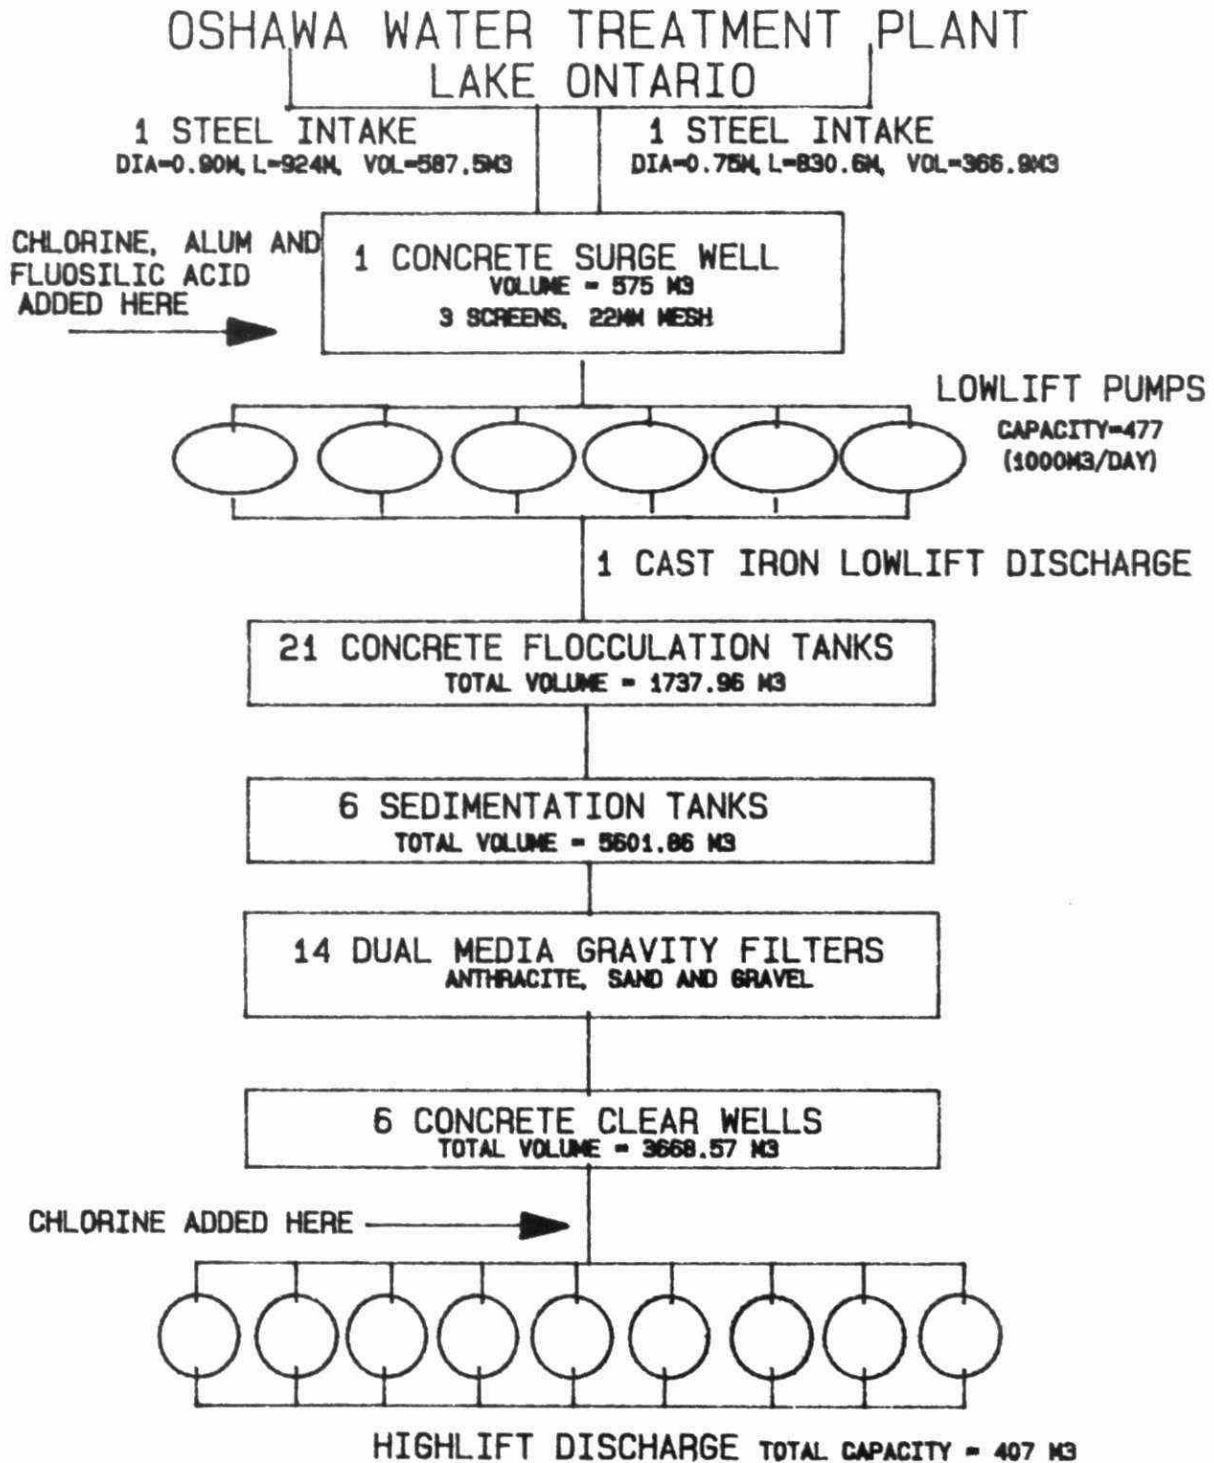 OSHAWA WATER TREATMENT PLANT
LAKE ONTARIO
1 STEEL INTAKE
DIA=0.90M, L=924M, VOL=587.5M3
1 STEEL INTAKE
DIA=0.75M, L=830.6M, VOL=366.9M3
CHLORINE, ALUM AND
FLUOSILIC ACID
ADDED HERE
1 CONCRETE SURGE WELL
VOLUME = 575 M3
3 SCREENS, 22MM MESH
LOWLIFT PUMPS
CAPACITY=477
(1000M3/DAY)
1 CAST IRON LOWLIFT DISCHARGE
21 CONCRETE FLOCCULATION TANKS
TOTAL VOLUME = 1737.96 M3
6 SEDIMENTATION TANKS
TOTAL VOLUME = 5601.86 M3
14 DUAL MEDIA GRAVITY FILTERS
ANTHRACITE, SAND AND GRAVEL
6 CONCRETE CLEAR WELLS
TOTAL VOLUME = 3668.57 M3
CHLORINE ADDED HERE
HIGHLIFT DISCHARGE TOTAL CAPACITY = 407 M3